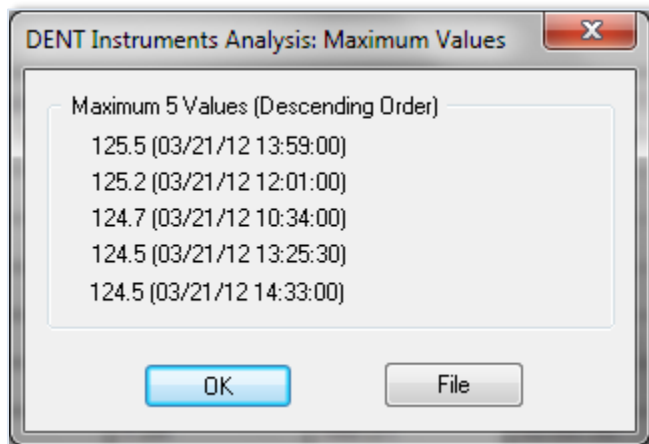 DENT Instruments Analysis: Maximum Values
Maximum 5 Values (Descending Order)
125.5 (03/21/12 13:59:00)
125.2 (03/21/12 12:01:00)
124.7 (03/21/12 10:34:00)
124.5 (03/21/12 13:25:30)
124.5 (03/21/12 14:33:00)
OK File